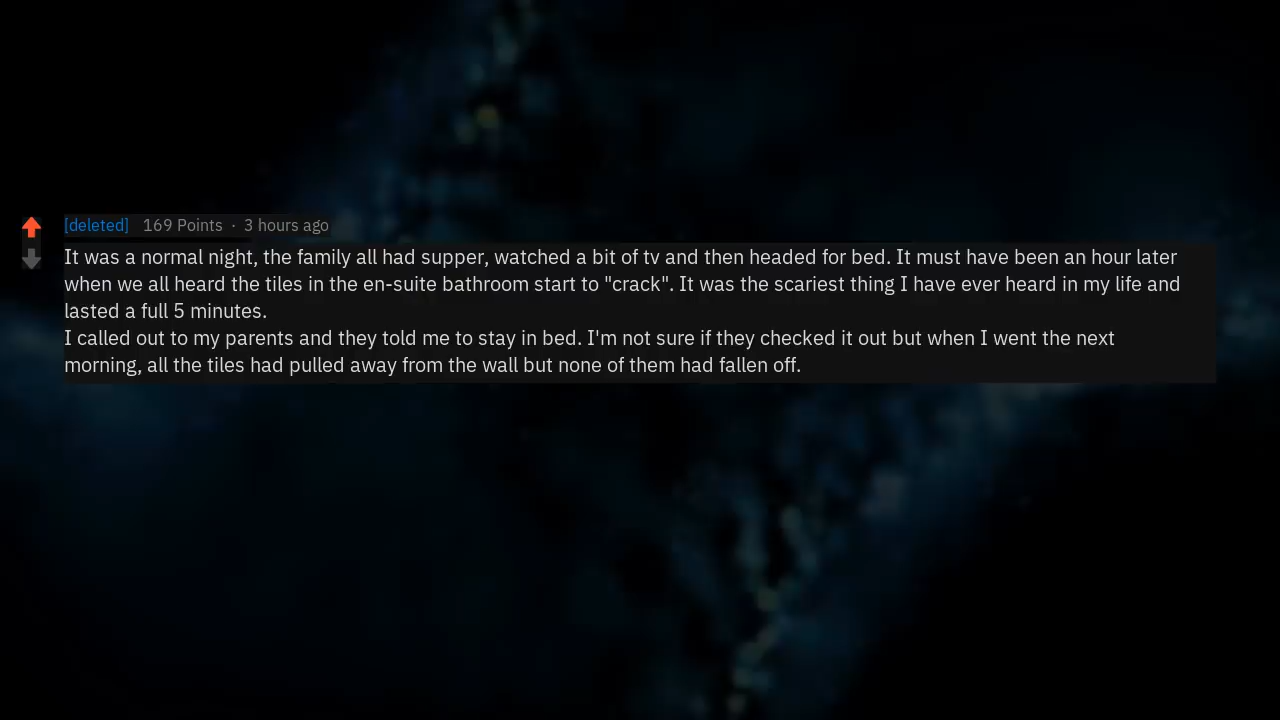 [deleted] 169 Points · 3 hours ago
It was a normal night, the family all had supper, watched a bit of tv and then headed for bed. It must have been an hour later
when we all heard the tiles in the en-suite bathroom start to "crack". It was the scariest thing I have ever heard in my life and
lasted a full 5 minutes.
I called out to my parents and they told me to stay in bed. I'm not sure if they checked it out but when I went the next
morning, all the tiles had pulled away from the wall but none of them had fallen off.